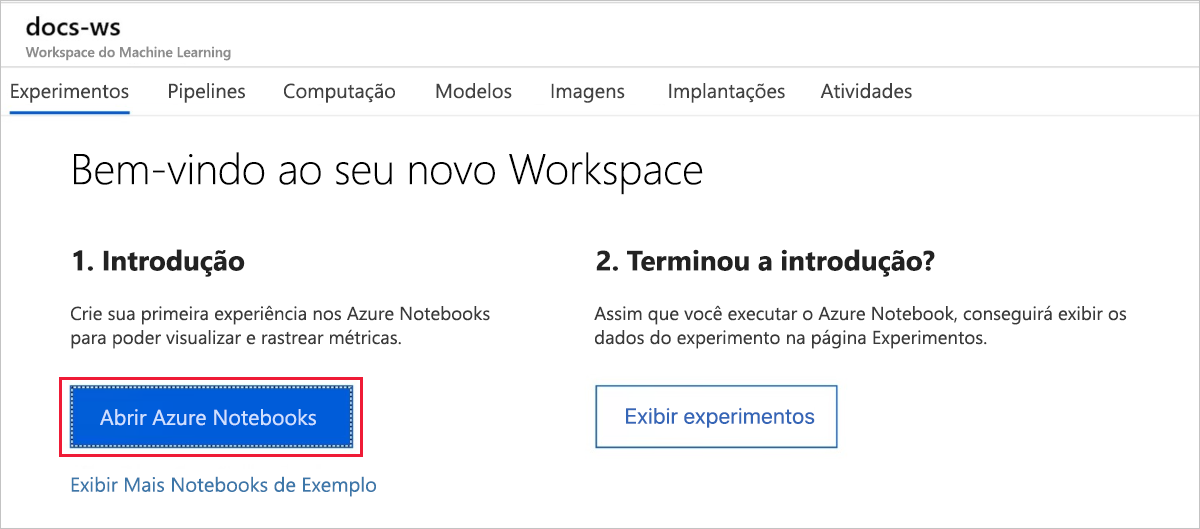 docs-ws
Workspace do Machine Learning
Experimentos Pipelines Computação Modelos Imagens Implantações Atividades
Bem-vindo ao seu novo Workspace
1. Introdução
Crie sua primeira experiência nos Azure Notebooks
para poder visualizar e rastrear métricas.
Abrir Azure Notebooks
Exibir Mais Notebooks de Exemplo
2. Terminou a introdução?
Assim que você executar o Azure Notebook, conseguirá exibir os
dados do experimento na página Experimentos.
Exibir experimentos